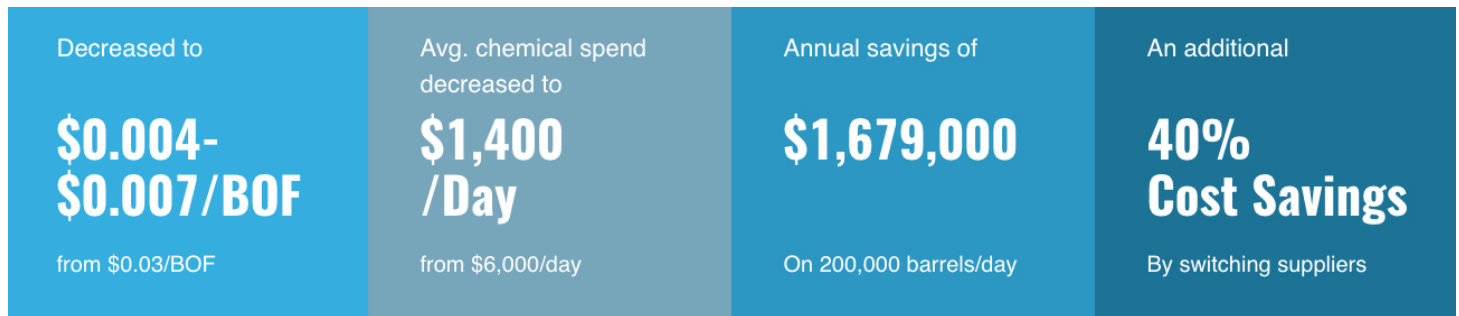 Decreased to
$0.004-
$0.007/BOF
from $0.03/BOF
Avg. chemical spend
decreased to
$1,400
/Day
from $6,000/day
Annual savings of
$1,679,000
On 200,000 barrels/day
An additional
40%
Cost Savings
By switching suppliers